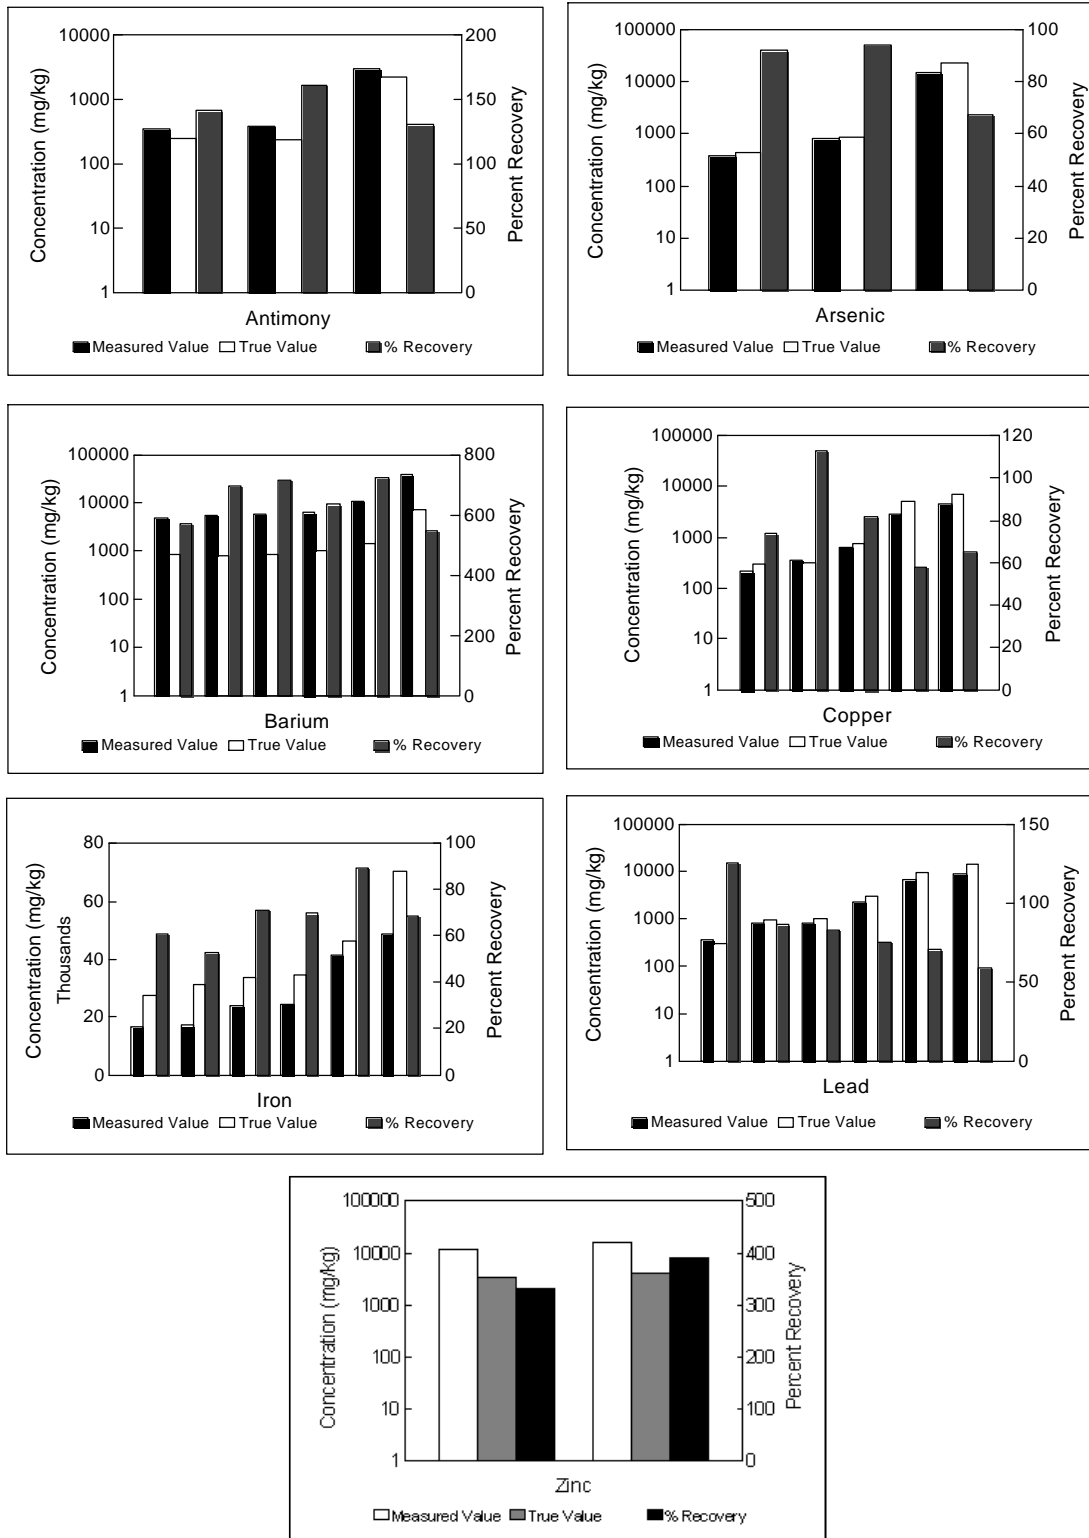 10000
1000
100
10
1
Concentration (mg/kg)
200
150
100
50
0
Percent Recovery
Antimony
Measured Value True Value % Recovery
100000
10000
1000
100
10
1
Concentration (mg/kg)
100
80
60
40
20
0
Percent Recovery
Arsenic
Measured Value True Value % Recovery
100000
10000
1000
100
10
1
Concentration (mg/kg)
800
600
400
200
0
Percent Recovery
Barium
Measured Value True Value % Recovery
100000
10000
1000
100
10
1
Concentration (mg/kg)
120
100
80
60
40
20
0
Percent Recovery
Copper
Measured Value True Value % Recovery
80
60
40
20
0
Concentration (mg/kg)
Thousands
100
80
60
40
20
0
Percent Recovery
Iron
Measured Value True Value % Recovery
100000
10000
1000
100
10
1
Concentration (mg/kg)
150
100
50
0
Percent Recovery
Lead
Measured Value True Value % Recovery
100000
10000
1000
100
10
1
Concentration (mg/kg)
500
400
300
200
100
0
Percent Recovery
Zinc
Measured Value True Value % Recovery